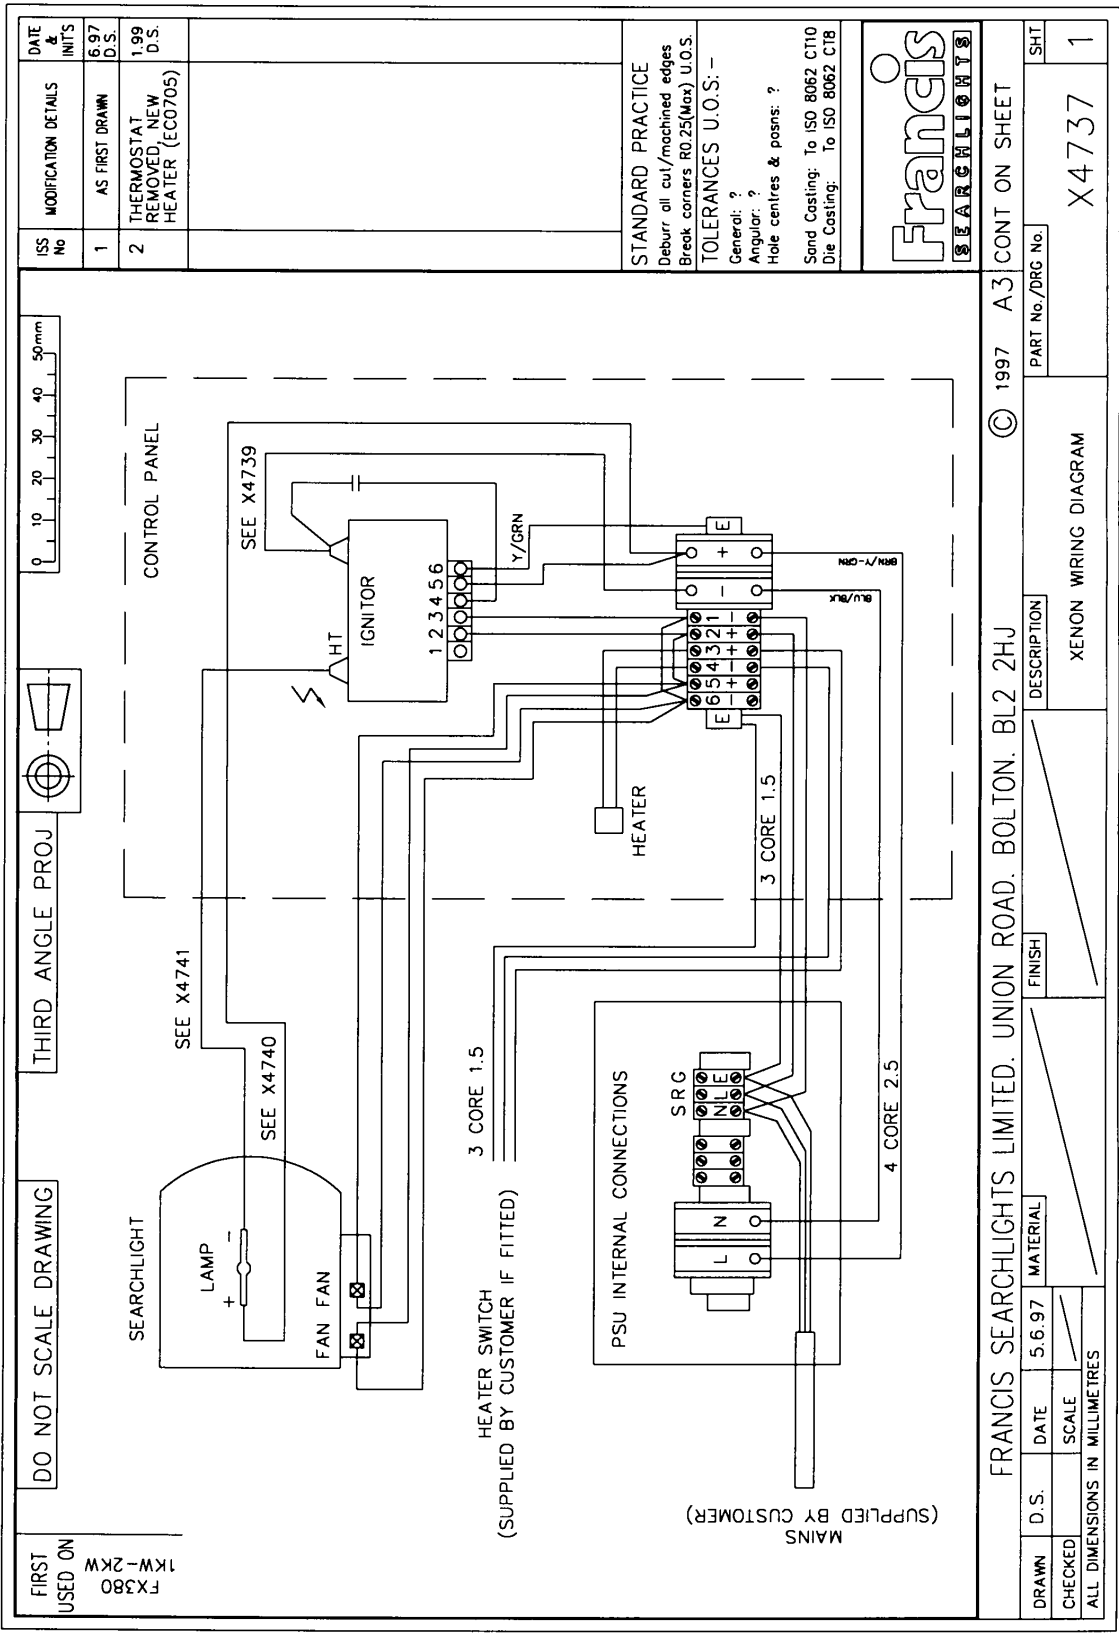 FIRST
USED ON
FX380
1KW-2KW
DO NOT SCALE DRAWING
THIRD ANGLE PROJ
0 10 20 30 40 50mm
ISS
No
MODIFICATION DETAILS
DATE
&
INIT'S
1
AS FIRST DRAWN
6.97
D.S.
2
THERMOSTAT
REMOVED, NEW
HEATER (EC0705)
1.99
D.S.
STANDARD PRACTICE
Deburr all cut/machined edges
Break corners R0.25(Max) U.O.S.
TOLERANCES U.O.S: -
General: ?
Angular: ?
Hole centres & posns: ?
Sand Casting: To ISO 8062 CT10
Die Casting: To ISO 8062 CT8
Francis
SEARCHLIGHTS
SEARCHLIGHT
LAMP
+ -
FAN FAN
SEE X4741
SEE X4740
CONTROL PANEL
SEE X4739
HT
IGNITOR
1 2 3 4 5 6
Y/GRN
HEATER
E 6 5 4 3 2 1 - + E
- + - + + -
BLU/BLK
BRN/Y-GRN
HEATER SWITCH
(SUPPLIED BY CUSTOMER IF FITTED)
3 CORE 1.5
3 CORE 1.5
PSU INTERNAL CONNECTIONS
S R G
L N N L E
4 CORE 2.5
MAINS
(SUPPLIED BY CUSTOMER)
FRANCIS SEARCHLIGHTS LIMITED. UNION ROAD. BOLTON. BL2 2HJ
© 1997 A3 CONT ON SHEET
DRAWN
D.S.
DATE
5.6.97
MATERIAL
FINISH
DESCRIPTION
XENON WIRING DIAGRAM
PART No./DRG No.
X4737
SHT
1
CHECKED
SCALE
ALL DIMENSIONS IN MILLIMETRES